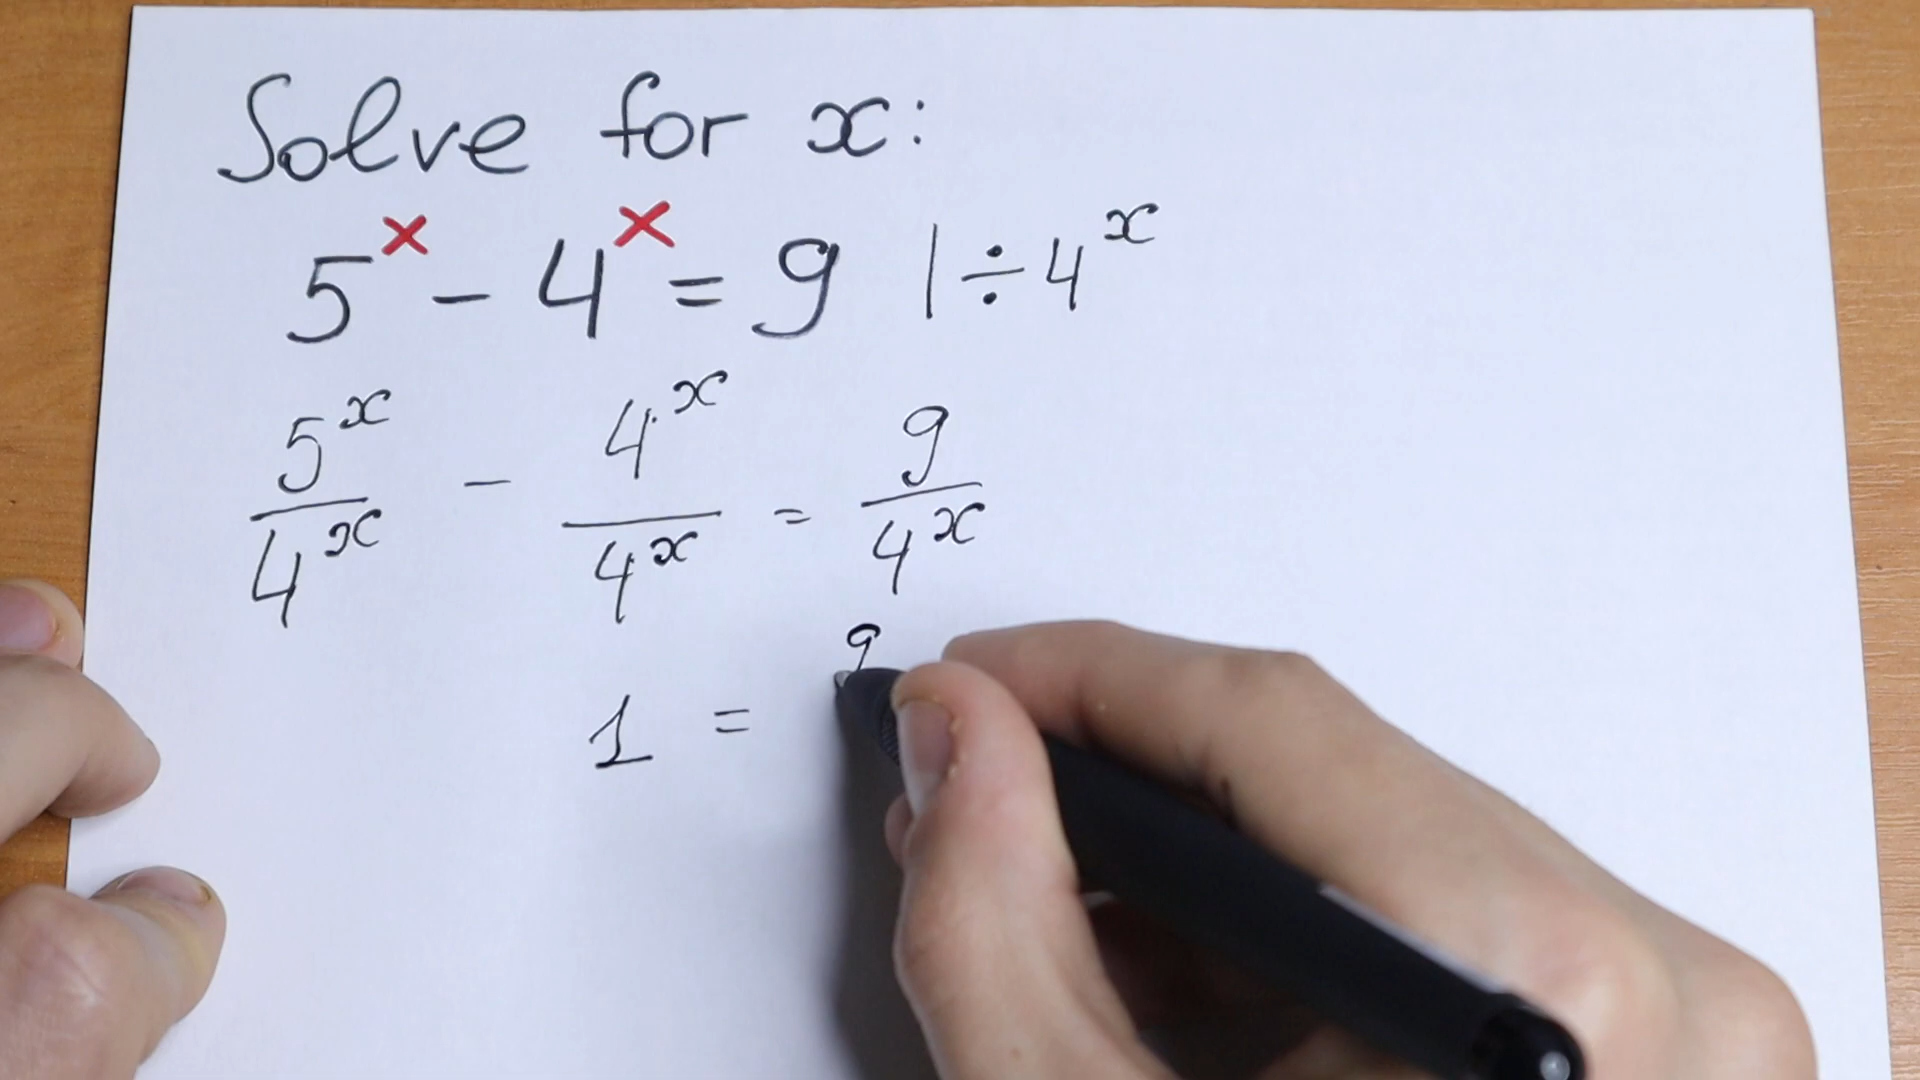 Solve for x:
5^x - 4^x = 9 | ÷ 4^x
5^x/4^x - 4^x/4^x = 9/4^x
1 = 9